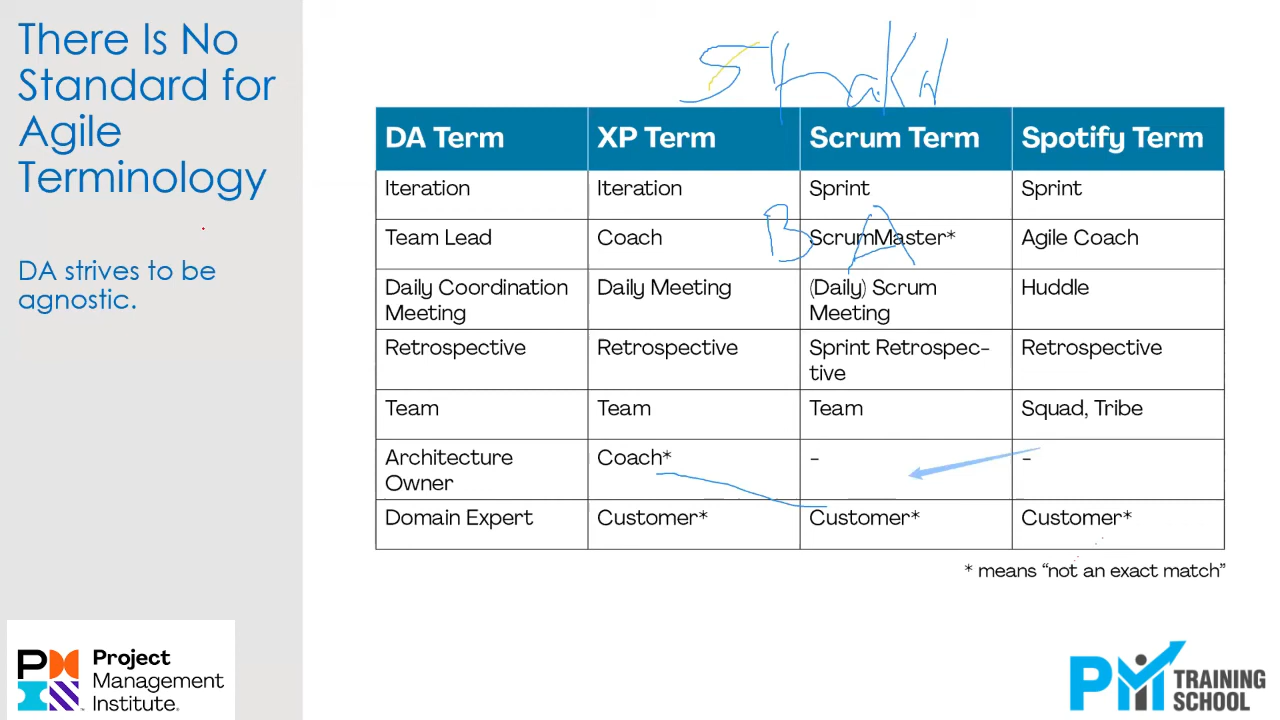 There Is No
Standard for
Agile
Terminology
DA strives to be
agnostic.
DA Term XP Term Scrum Term Spotify Term
Iteration Iteration Sprint Sprint
Team Lead Coach ScrumMaster* Agile Coach
B A
Daily Coordination Daily Meeting (Daily) Scrum Huddle
Meeting Meeting
Retrospective Retrospective Sprint Retrospec- Retrospective
tive
Team Team Team Squad, Tribe
Architecture Coach* - -
Owner
Domain Expert Customer* Customer* Customer*
* means "not an exact match"
Project
Management
Institute.
PM TRAINING
SCHOOL